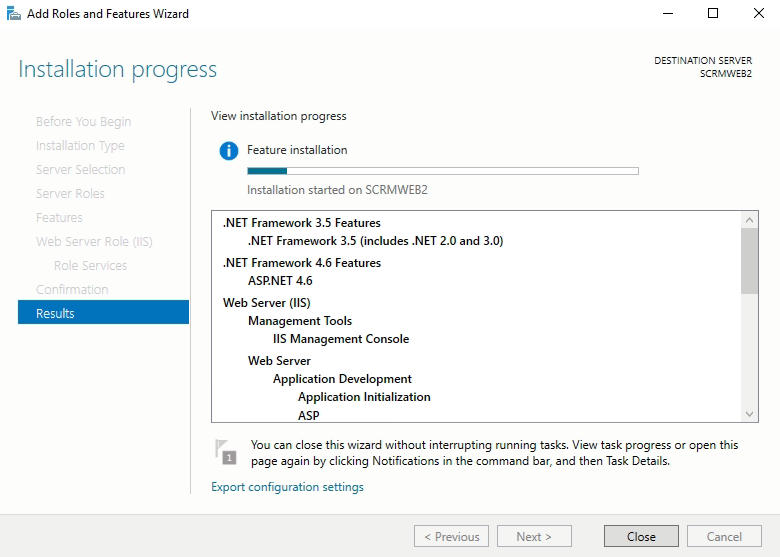 Add Roles and Features Wizard
Installation progress
DESTINATION SERVER
SCRMWEB2
Before You Begin
Installation Type
Server Selection
Server Roles
Features
Web Server Role (IIS)
Role Services
Confirmation
Results
View installation progress
Feature installation
Installation started on SCRMWEB2
.NET Framework 3.5 Features
.NET Framework 3.5 (includes .NET 2.0 and 3.0)
.NET Framework 4.6 Features
ASP.NET 4.6
Web Server (IIS)
Management Tools
IIS Management Console
Web Server
Application Development
Application Initialization
ASP
1
You can close this wizard without interrupting running tasks. View task progress or open this
page again by clicking Notifications in the command bar, and then Task Details.
Export configuration settings
< Previous
Next >
Close
Cancel